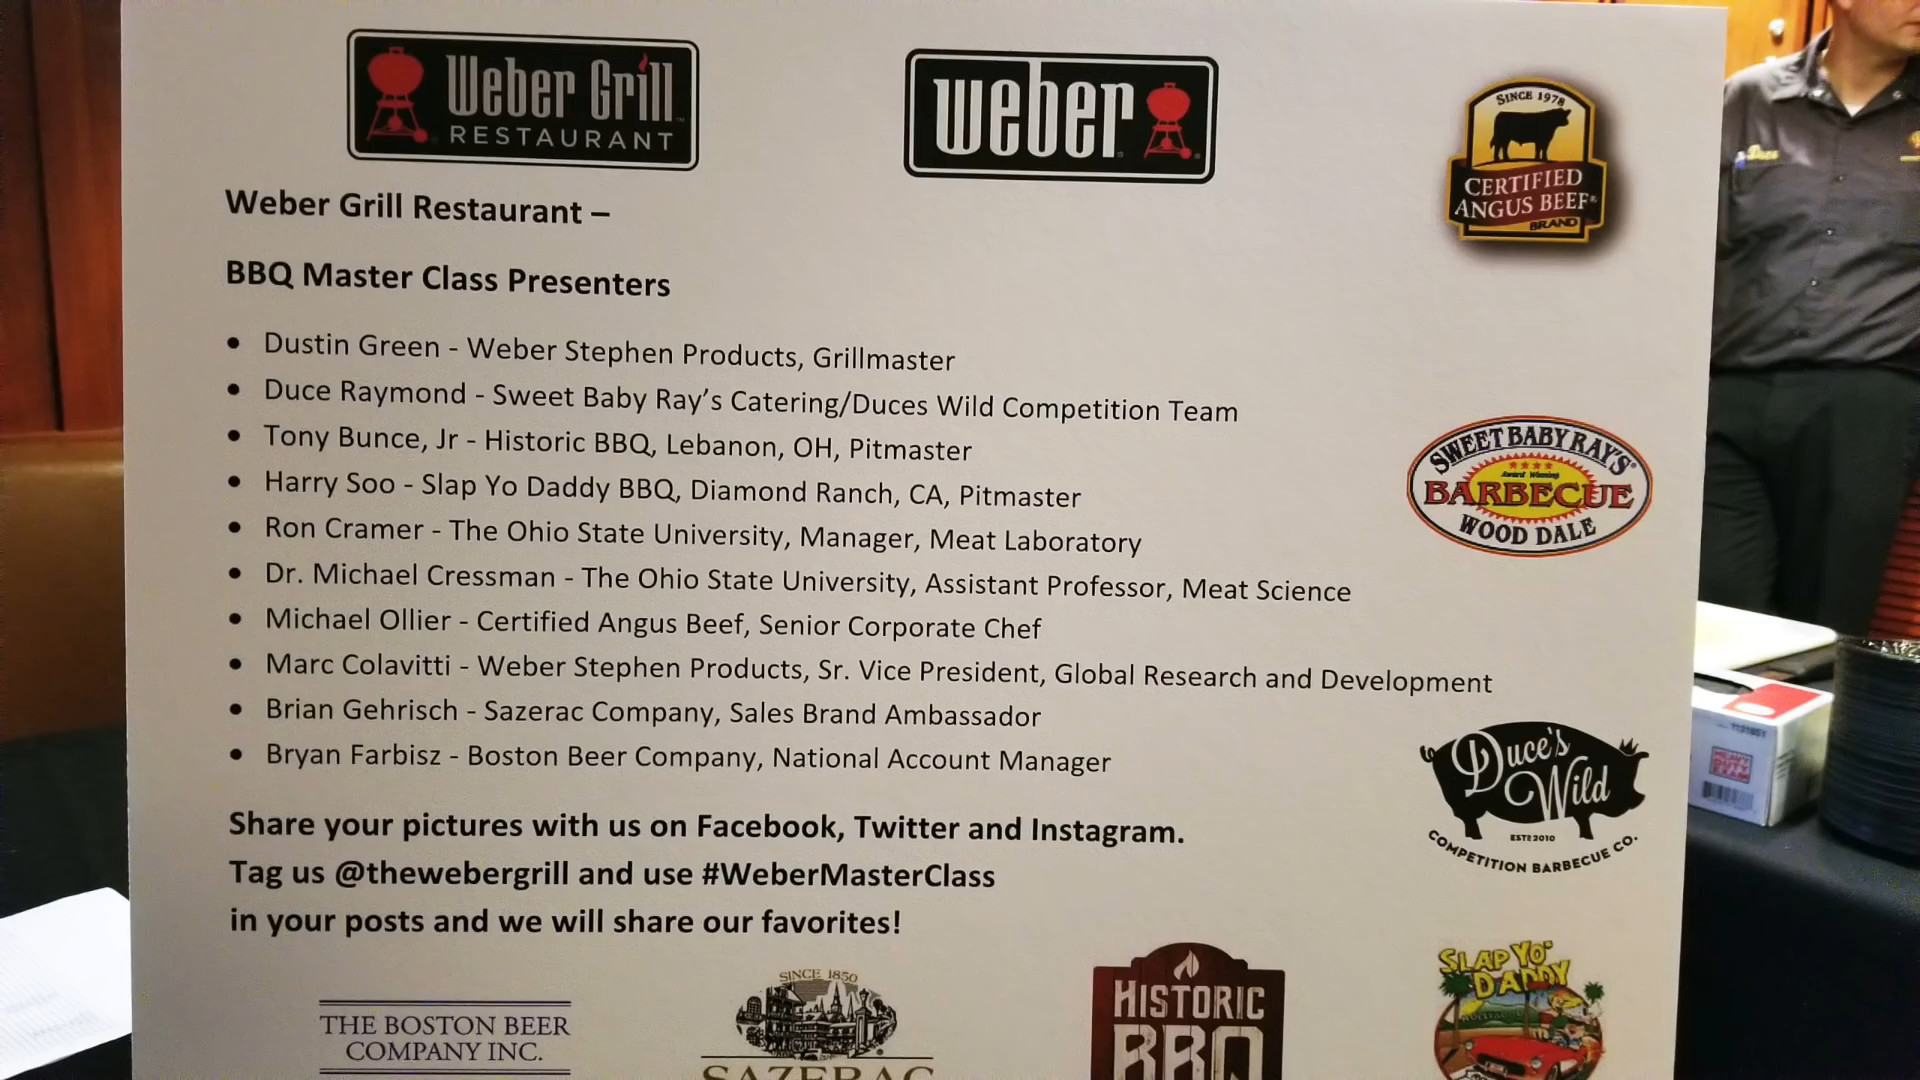 Weber Grill
RESTAURANT
weber
SINCE 1978
CERTIFIED
ANGUS BEEF®
BRAND
Weber Grill Restaurant –
BBQ Master Class Presenters
• Dustin Green - Weber Stephen Products, Grillmaster
• Duce Raymond - Sweet Baby Ray’s Catering/Duces Wild Competition Team
• Tony Bunce, Jr - Historic BBQ, Lebanon, OH, Pitmaster
• Harry Soo - Slap Yo Daddy BBQ, Diamond Ranch, CA, Pitmaster
• Ron Cramer - The Ohio State University, Manager, Meat Laboratory
• Dr. Michael Cressman - The Ohio State University, Assistant Professor, Meat Science
• Michael Ollier - Certified Angus Beef, Senior Corporate Chef
• Marc Colavitti - Weber Stephen Products, Sr. Vice President, Global Research and Development
• Brian Gehrisch - Sazerac Company, Sales Brand Ambassador
• Bryan Farbisz - Boston Beer Company, National Account Manager
SWEET BABY RAY'S
Award Winning
BARBECUE
WOOD DALE
Duce's
Wild
ESTD 2010
COMPETITION BARBECUE CO.
Share your pictures with us on Facebook, Twitter and Instagram.
Tag us @thewebergrill and use #WeberMasterClass
in your posts and we will share our favorites!
THE BOSTON BEER
COMPANY INC.
SINCE 1850
SAZERAC
HISTORIC
BBQ
SLAP YO'
DADDY
HEAVY
DUTY